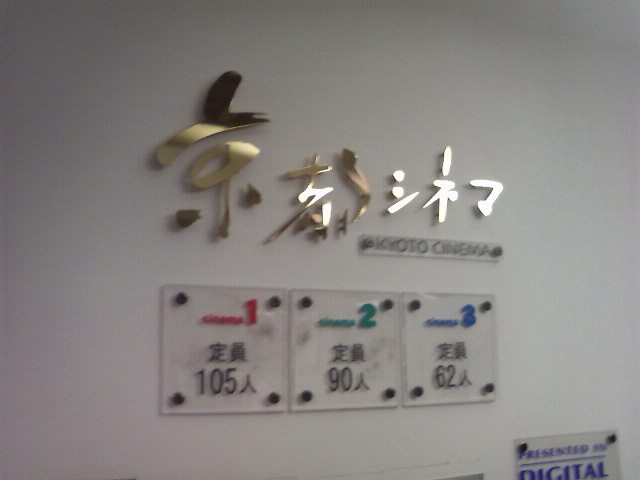 京都シネマ
KYOTO CINEMA
CINEMA 1
定員
105人
CINEMA 2
定員
90人
CINEMA 3
定員
62人
PRESENTED IN
DIGITAL